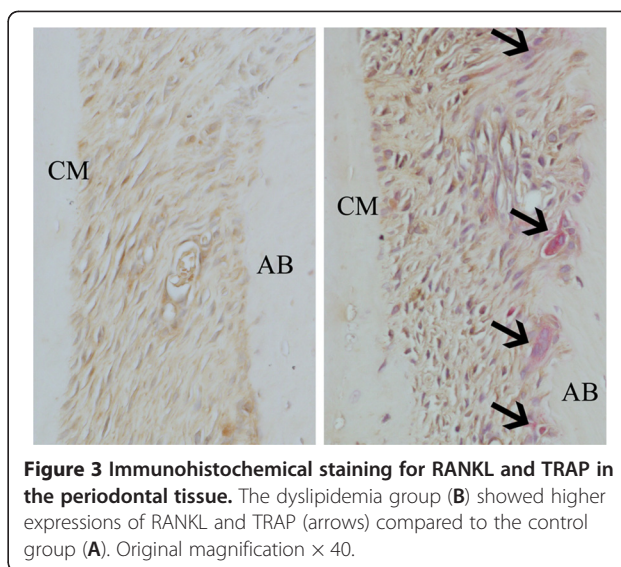 CM
AB
CM
AB
Figure 3 Immunohistochemical staining for RANKL and TRAP in
the periodontal tissue. The dyslipidemia group (B) showed higher
expressions of RANKL and TRAP (arrows) compared to the control
group (A). Original magnification × 40.